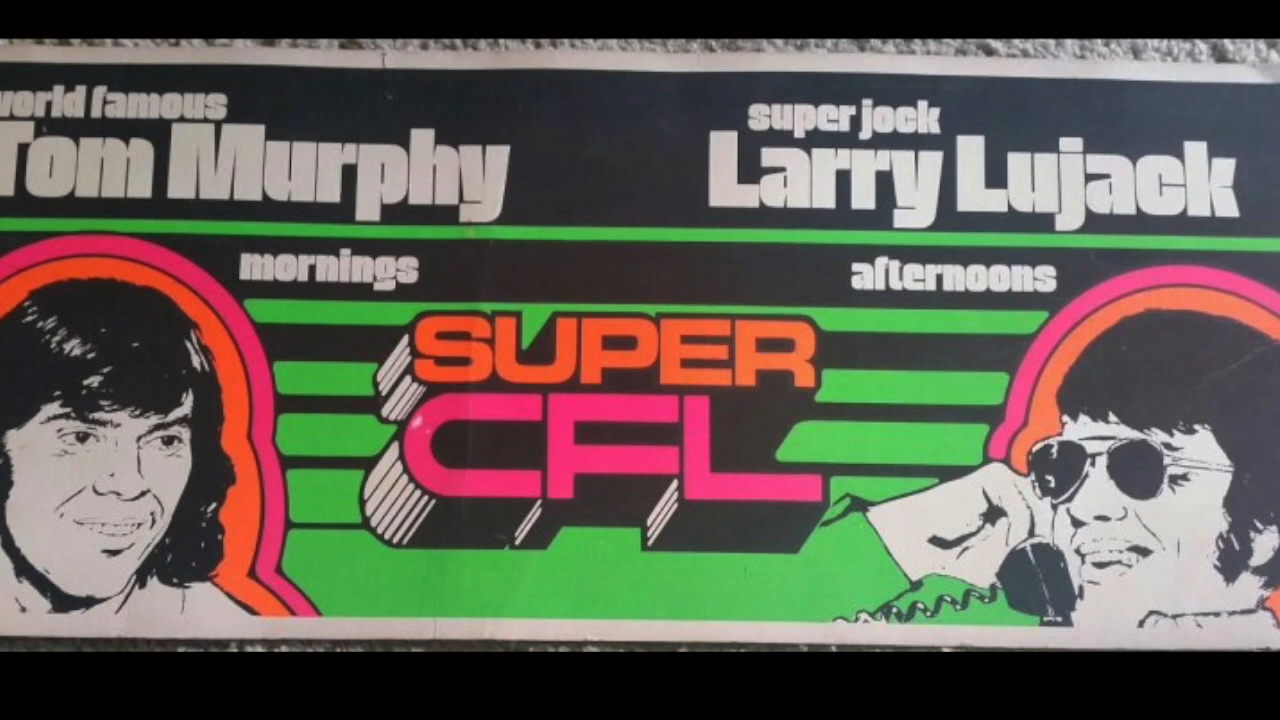 world famous
Tom Murphy
mornings
super jock
Larry Lujack
afternoons
SUPER
CFL